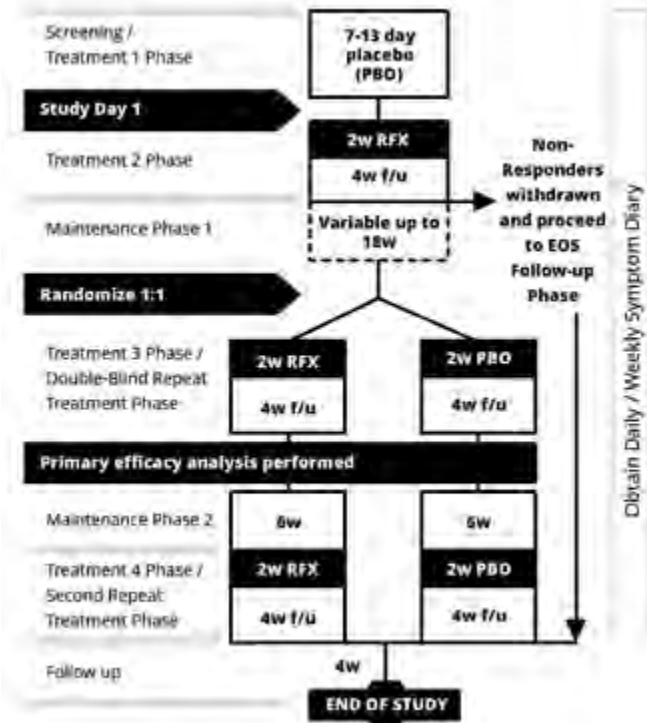 Screening /
Treatment 1 Phase
7-13 day
placebo
(PBO)
Study Day 1
Treatment 2 Phase
2w RFX
4w f/u
Non-
Responders
withdrawn
and proceed
to EOS
Follow-up
Phase
Maintenance Phase 1
Variable up to
18w
Randomize 1:1
Treatment 3 Phase /
Double-Blind Repeat
Treatment Phase
2w RFX
4w f/u
2w PBO
4w f/u
Primary efficacy analysis performed
Maintenance Phase 2
6w
6w
Treatment 4 Phase /
Second Repeat
Treatment Phase
2w RFX
4w f/u
2w PBO
4w f/u
Follow up
4w
END OF STUDY
Obtain Daily / Weekly Symptom Diary